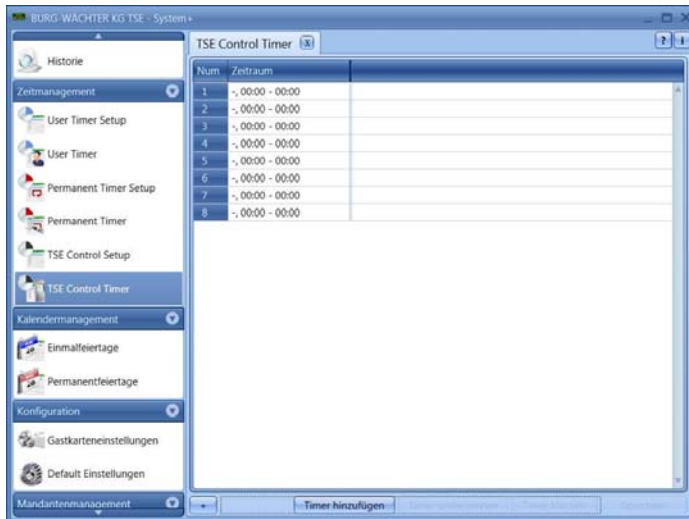 BURG-WÄCHTER KG TSE - System+
Historie
Zeitmanagement
User Timer Setup
User Timer
Permanent Timer Setup
Permanent Timer
TSE Control Setup
TSE Control Timer
Kalendermanagement
Einmalfeiertage
Permanentfeiertage
Konfiguration
Gastkarteneinstellungen
Default Einstellungen
Mandantenmanagement
TSE Control Timer
Num Zeitraum
1 -, 00:00 - 00:00
2 -, 00:00 - 00:00
3 -, 00:00 - 00:00
4 -, 00:00 - 00:00
5 -, 00:00 - 00:00
6 -, 00:00 - 00:00
7 -, 00:00 - 00:00
8 -, 00:00 - 00:00
Timer hinzufügen